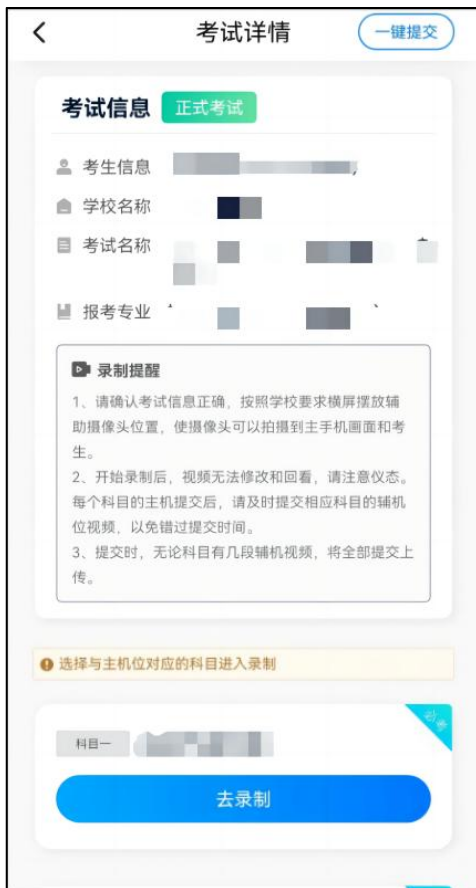 考试详情
一键提交
考试信息
正式考试
考生信息
学校名称
考试名称
报考专业
录制提醒
1、请确认考试信息正确，按照学校要求横屏摆放辅
助摄像头位置，使摄像头可以拍摄到主手机画面和考
生。
2、开始录制后，视频无法修改和回看，请注意仪态。
每个科目的主机提交后，请及时提交相应科目的辅机
位视频，以免错过提交时间。
3、提交时，无论科目有几段辅机视频，将全部提交上
传。
选择与主机位对应的科目进入录制
必考
科目一
去录制